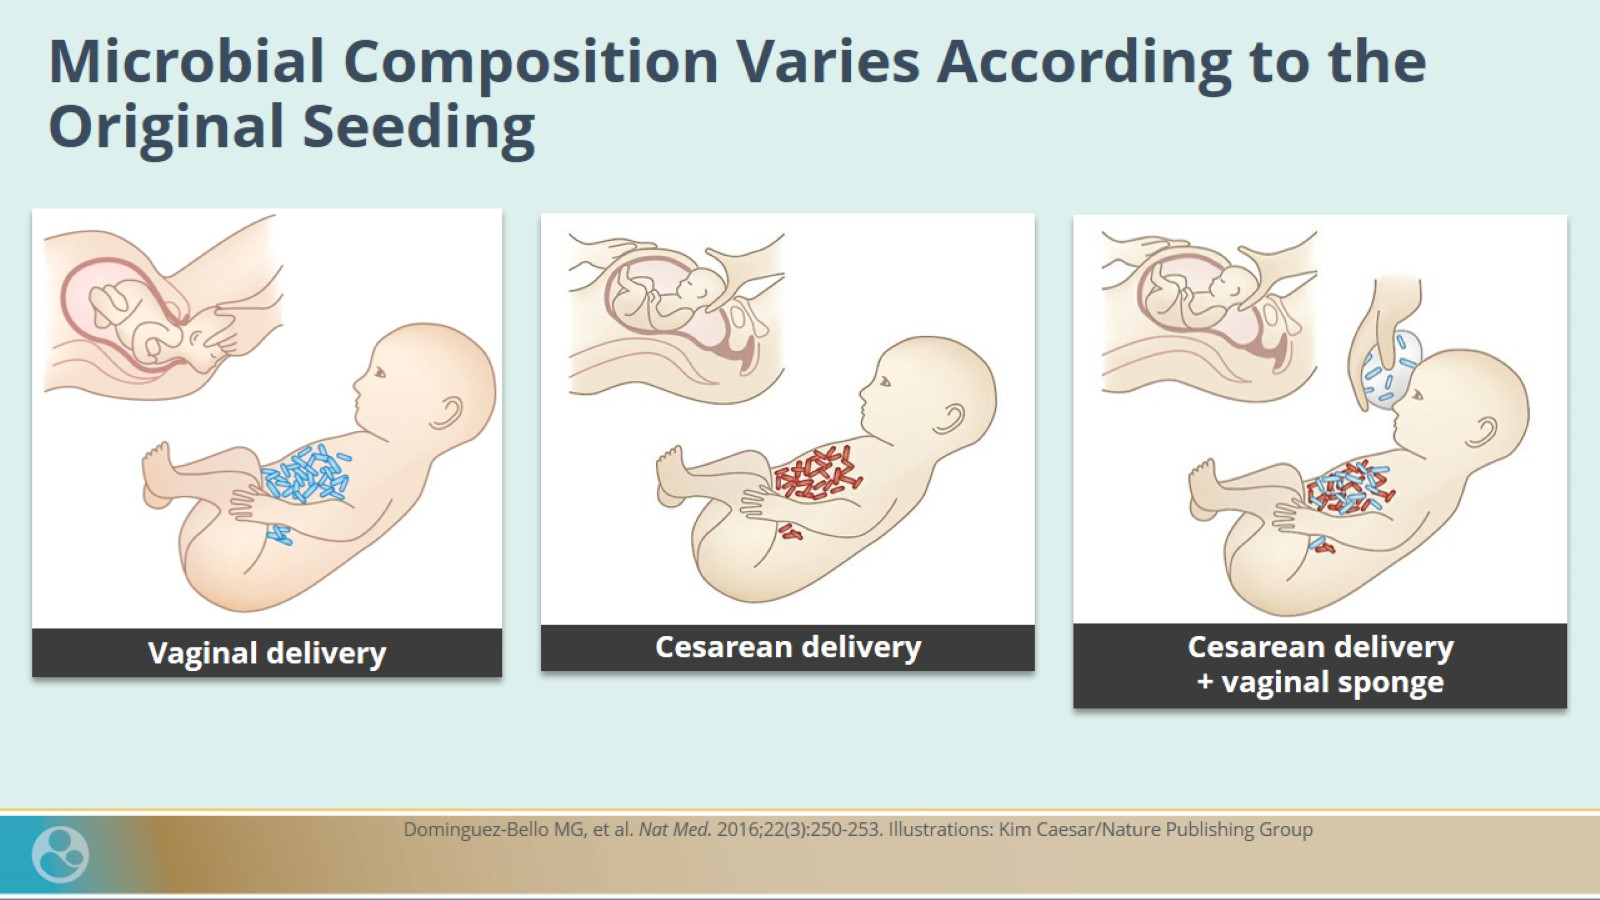 Microbial Composition Varies According to the
Original Seeding
Vaginal delivery
Cesarean delivery
Cesarean delivery
+ vaginal sponge
Dominguez-Bello MG, et al. Nat Med. 2016;22(3):250-253. Illustrations: Kim Caesar/Nature Publishing Group